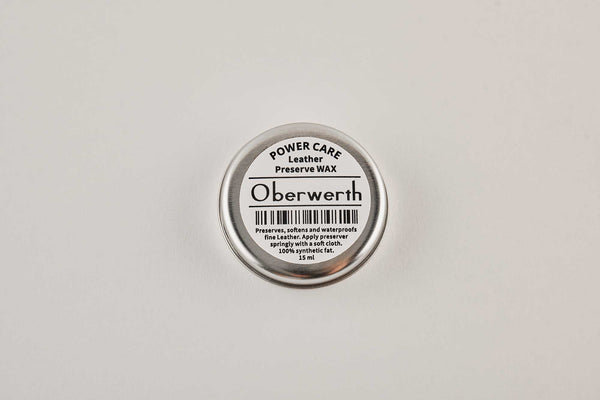 POWER CARE
Leather
Preserve WAX
Oberwerth
Preserves, softens and waterproofs
fine Leather. Apply preserver
springly with a soft cloth.
100% synthetic fat.
15 ml